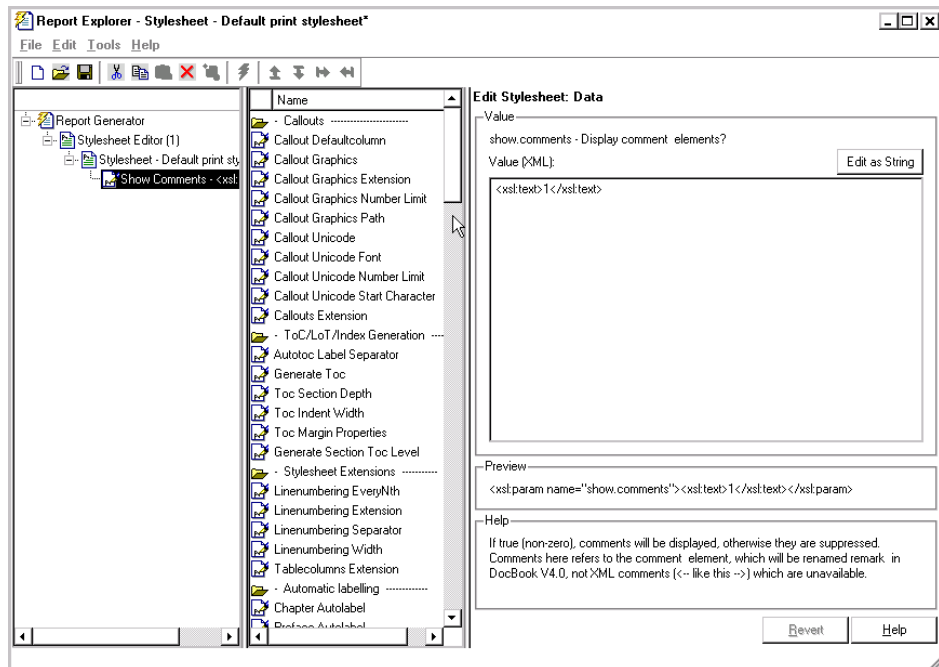 Report Explorer - Stylesheet - Default print stylesheet*
File Edit Tools Help
Report Generator
Stylesheet Editor (1)
Stylesheet - Default print sty
Show Comments - <xsl:
Name
- Callouts ------------------------
Callout Defaultcolumn
Callout Graphics
Callout Graphics Extension
Callout Graphics Number Limit
Callout Graphics Path
Callout Unicode
Callout Unicode Font
Callout Unicode Number Limit
Callout Unicode Start Character
Callouts Extension
- ToC/LoT/Index Generation ----
Autotoc Label Separator
Generate Toc
Toc Section Depth
Toc Indent Width
Toc Margin Properties
Generate Section Toc Level
- Stylesheet Extensions -----------
Linenumbering EveryNth
Linenumbering Extension
Linenumbering Separator
Linenumbering Width
Tablecolumns Extension
- Automatic labelling -------------
Chapter Autolabel
Preface Autolabel
Edit Stylesheet: Data
Value
show.comments - Display comment elements?
Value (XML):
Edit as String
<xsl:text>1</xsl:text>
Preview
<xsl:param name="show.comments"><xsl:text>1</xsl:text></xsl:param>
Help
If true (non-zero), comments will be displayed, otherwise they are suppressed.
Comments here refers to the comment element, which will be renamed remark in
DocBook V4.0, not XML comments (<-- like this -->) which are unavailable.
Revert
Help